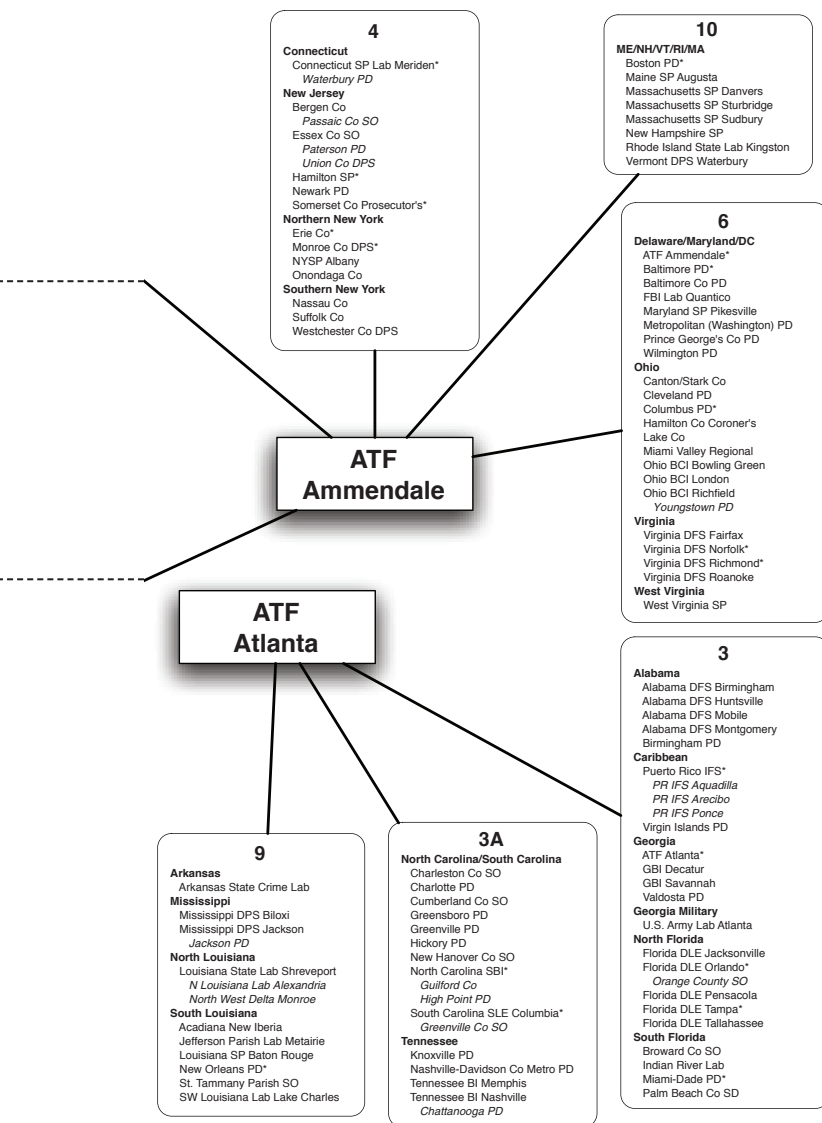 4
Connecticut
Connecticut SP Lab Meriden*
Waterbury PD
New Jersey
Bergen Co
Passaic Co SO
Essex Co SO
Paterson PD
Union Co DPS
Hamilton SP*
Newark PD
Somerset Co Prosecutor's*
Northern New York
Erie Co*
Monroe Co DPS*
NYSP Albany
Onondaga Co
Southern New York
Nassau Co
Suffolk Co
Westchester Co DPS
10
ME/NH/VT/RI/MA
Boston PD*
Maine SP Augusta
Massachusetts SP Danvers
Massachusetts SP Sturbridge
Massachusetts SP Sudbury
New Hampshire SP
Rhode Island State Lab Kingston
Vermont DPS Waterbury
6
Delaware/Maryland/DC
ATF Ammendale*
Baltimore PD*
Baltimore Co PD
FBI Lab Quantico
Maryland SP Pikesville
Metropolitan (Washington) PD
Prince George's Co PD
Wilmington PD
Ohio
Canton/Stark Co
Cleveland PD
Columbus PD*
Hamilton Co Coroner's
Lake Co
Miami Valley Regional
Ohio BCI Bowling Green
Ohio BCI London
Ohio BCI Richfield
Youngstown PD
Virginia
Virginia DFS Fairfax
Virginia DFS Norfolk*
Virginia DFS Richmond*
Virginia DFS Roanoke
West Virginia
West Virginia SP
ATF
Ammendale
ATF
Atlanta
9
Arkansas
Arkansas State Crime Lab
Mississippi
Mississippi DPS Biloxi
Mississippi DPS Jackson
Jackson PD
North Louisiana
Louisiana State Lab Shreveport
N Louisiana Lab Alexandria
North West Delta Monroe
South Louisiana
Acadiana New Iberia
Jefferson Parish Lab Metairie
Louisiana SP Baton Rouge
New Orleans PD*
St. Tammany Parish SO
SW Louisiana Lab Lake Charles
3A
North Carolina/South Carolina
Charleston Co SO
Charlotte PD
Cumberland Co SO
Greensboro PD
Greenville PD
Hickory PD
New Hanover Co SO
North Carolina SBI*
Guilford Co
High Point PD
South Carolina SLE Columbia*
Greenville Co SO
Tennessee
Knoxville PD
Nashville-Davidson Co Metro PD
Tennessee BI Memphis
Tennessee BI Nashville
Chattanooga PD
3
Alabama
Alabama DFS Birmingham
Alabama DFS Huntsville
Alabama DFS Mobile
Alabama DFS Montgomery
Birmingham PD
Caribbean
Puerto Rico IFS*
PR IFS Aquadilla
PR IFS Arecibo
PR IFS Ponce
Virgin Islands PD
Georgia
ATF Atlanta*
GBI Decatur
GBI Savannah
Valdosta PD
Georgia Military
U.S. Army Lab Atlanta
North Florida
Florida DLE Jacksonville
Florida DLE Orlando*
Orange County SO
Florida DLE Pensacola
Florida DLE Tampa*
Florida DLE Tallahassee
South Florida
Broward Co SO
Indian River Lab
Miami-Dade PD*
Palm Beach Co SD